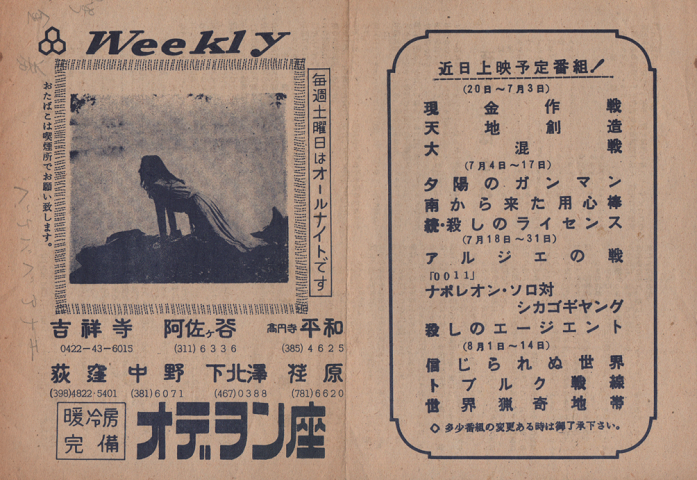 Weekly
毎週土曜日はオールナイトです
おたばこは喫煙所でお願い致します。
吉祥寺 阿佐ヶ谷 高円寺平和
0422-43-6015 (311)6336 (385)4625
荻窪 中野 下北澤 荏原
(398)4822・5401 (381)6071 (467)0388 (781)6620
暖冷房
完備
オデヲン座
近日上映予定番組!
(20日~7月3日)
現金作戦
天地創造
大混戦
(7月4日~17日)
夕陽のガンマン
南から来た用心棒
続・殺しのライセンス
(7月18日~31日)
アルジエの戦
「0011」
ナポレオン・ソロ対
シカゴギヤング
殺しのエージエント
(8月1日~14日)
信じられぬ世界
トブルク戦線
世界猟奇地帯
◇ 多少番組の変更ある時は御了承下さい。